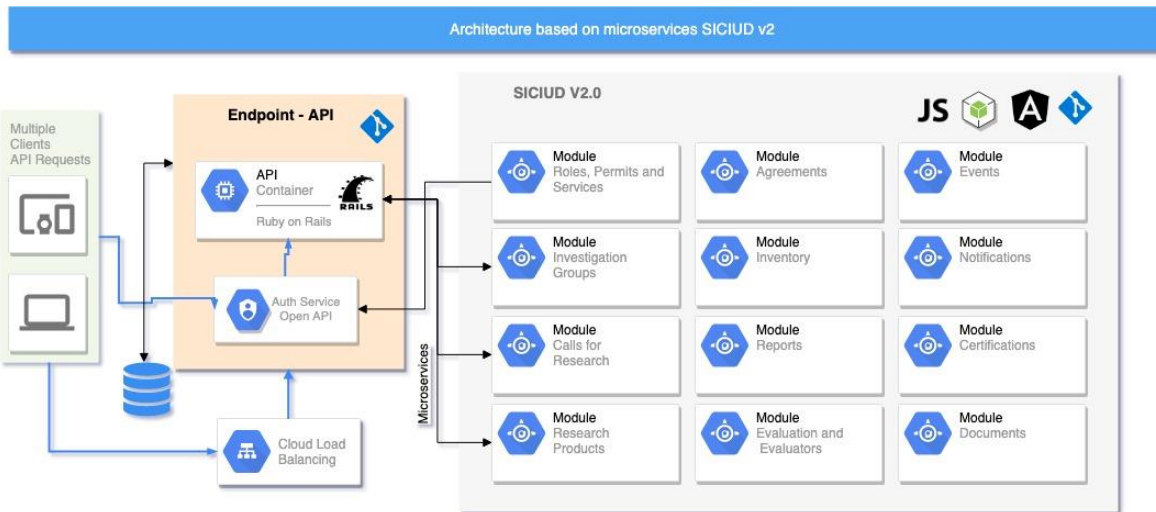 Architecture based on microservices SICIUD v2
Multiple
Clients
API Requests
Endpoint - API
API
Container
Ruby on Rails
RAILS
Auth Service
Open API
Cloud Load
Balancing
Microservices
SICIUD V2.0
JS
A
Module
Roles, Permits and
Services
Module
Agreements
Module
Events
Module
Investigation
Groups
Module
Inventory
Module
Notifications
Module
Calls for
Research
Module
Reports
Module
Certifications
Module
Research
Products
Module
Evaluation and
Evaluators
Module
Documents